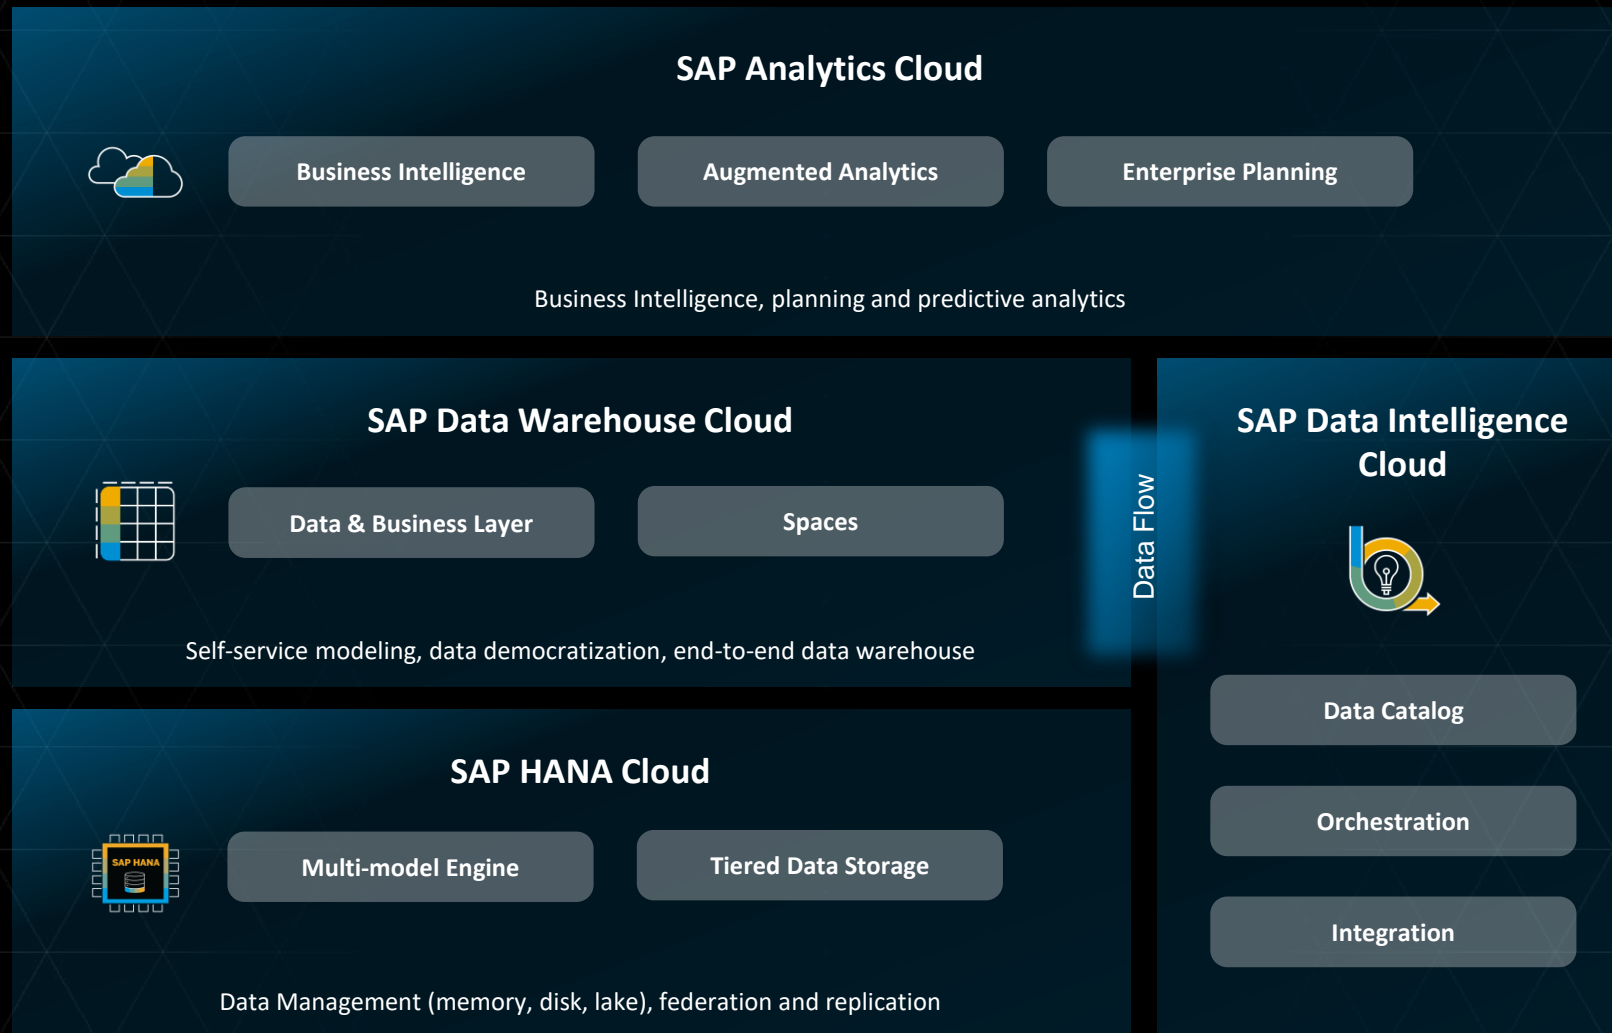 SAP Analytics Cloud
Business Intelligence
Augmented Analytics
Enterprise Planning
Business Intelligence, planning and predictive analytics
SAP Data Warehouse Cloud
Data & Business Layer
Spaces
Self-service modeling, data democratization, end-to-end data warehouse
Data Flow
SAP HANA Cloud
SAP HANA
Multi-model Engine
Tiered Data Storage
Data Management (memory, disk, lake), federation and replication
SAP Data Intelligence
Cloud
Data Catalog
Orchestration
Integration